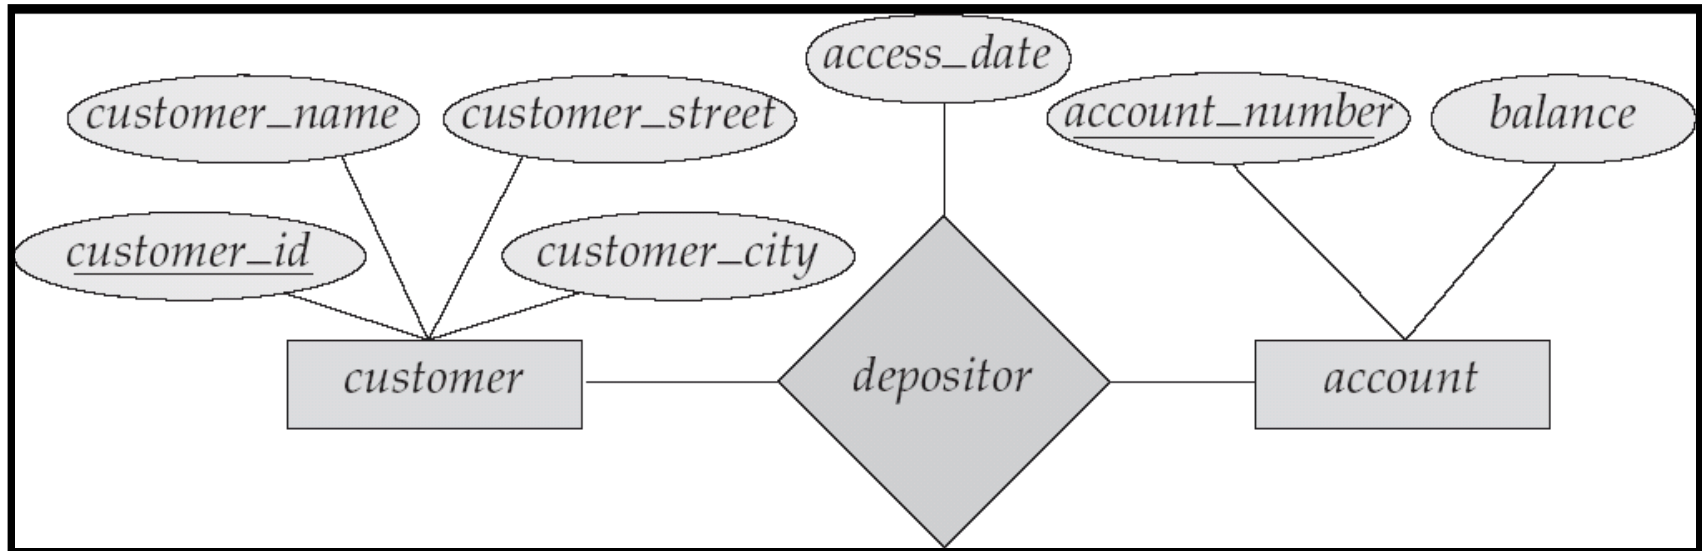 access_date
customer_name
customer_street
account_number
balance
customer_id
customer_city
customer
depositor
account